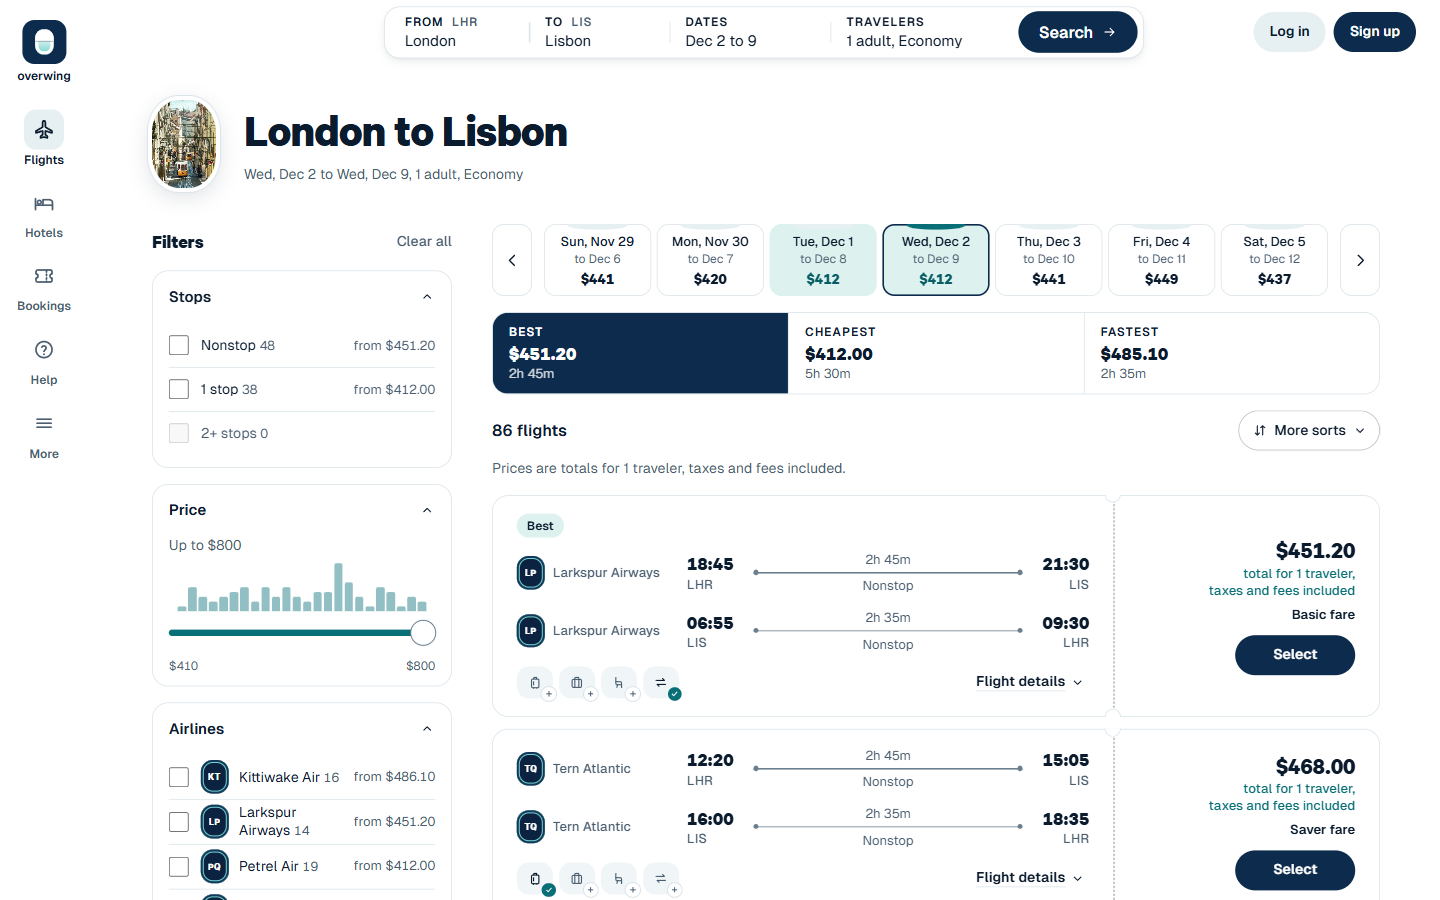 overwing
Flights
Hotels
Bookings
Help
More
FROM LHR
London
TO LIS
Lisbon
DATES
Dec 2 to 9
TRAVELERS
1 adult, Economy
Search
Log in
Sign up
London to Lisbon
Wed, Dec 2 to Wed, Dec 9, 1 adult, Economy
Filters
Clear all
Stops
Nonstop 48 from $451.20
1 stop 38 from $412.00
2+ stops 0
Price
Up to $800
$410 $800
Airlines
KT Kittiwake Air 16 from $486.10
LP Larkspur Airways 14 from $451.20
PQ Petrel Air 19 from $412.00
Sun, Nov 29
to Dec 6
$441
Mon, Nov 30
to Dec 7
$420
Tue, Dec 1
to Dec 8
$412
Wed, Dec 2
to Dec 9
$412
Thu, Dec 3
to Dec 10
$441
Fri, Dec 4
to Dec 11
$449
Sat, Dec 5
to Dec 12
$437
BEST
$451.20
2h 45m
CHEAPEST
$412.00
5h 30m
FASTEST
$485.10
2h 35m
86 flights
More sorts
Prices are totals for 1 traveler, taxes and fees included.
Best
LP Larkspur Airways
18:45
LHR
2h 45m
Nonstop
21:30
LIS
LP Larkspur Airways
06:55
LIS
2h 35m
Nonstop
09:30
LHR
Flight details
$451.20
total for 1 traveler,
taxes and fees included
Basic fare
Select
TQ Tern Atlantic
12:20
LHR
2h 45m
Nonstop
15:05
LIS
TQ Tern Atlantic
16:00
LIS
2h 35m
Nonstop
18:35
LHR
Flight details
$468.00
total for 1 traveler,
taxes and fees included
Saver fare
Select